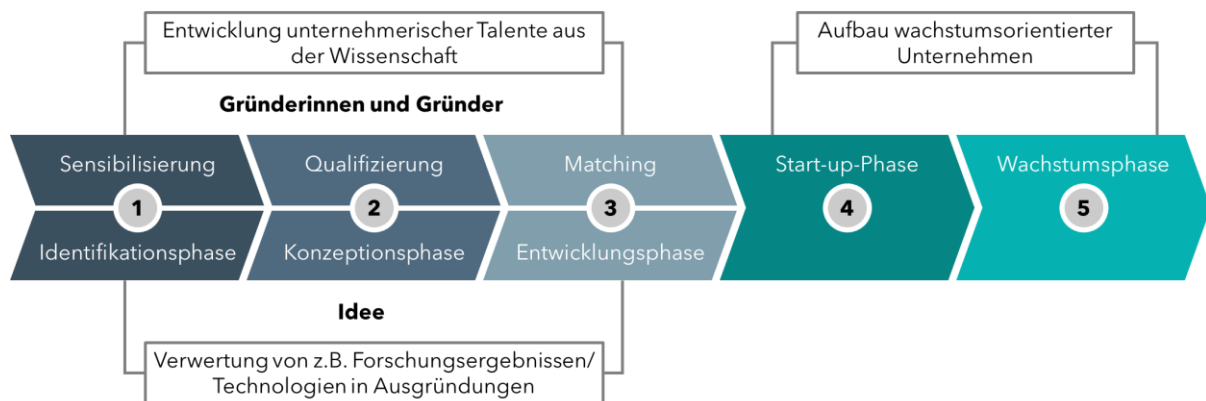 Entwicklung unternehmerischer Talente aus
der Wissenschaft
Aufbau wachstumsorientierter
Unternehmen
Gründerinnen und Gründer
Sensibilisierung
Qualifizierung
Matching
Start-up-Phase
Wachstumsphase
1
2
3
4
5
Identifikationsphase
Konzeptionsphase
Entwicklungsphase
Idee
Verwertung von z.B. Forschungsergebnissen/
Technologien in Ausgründungen